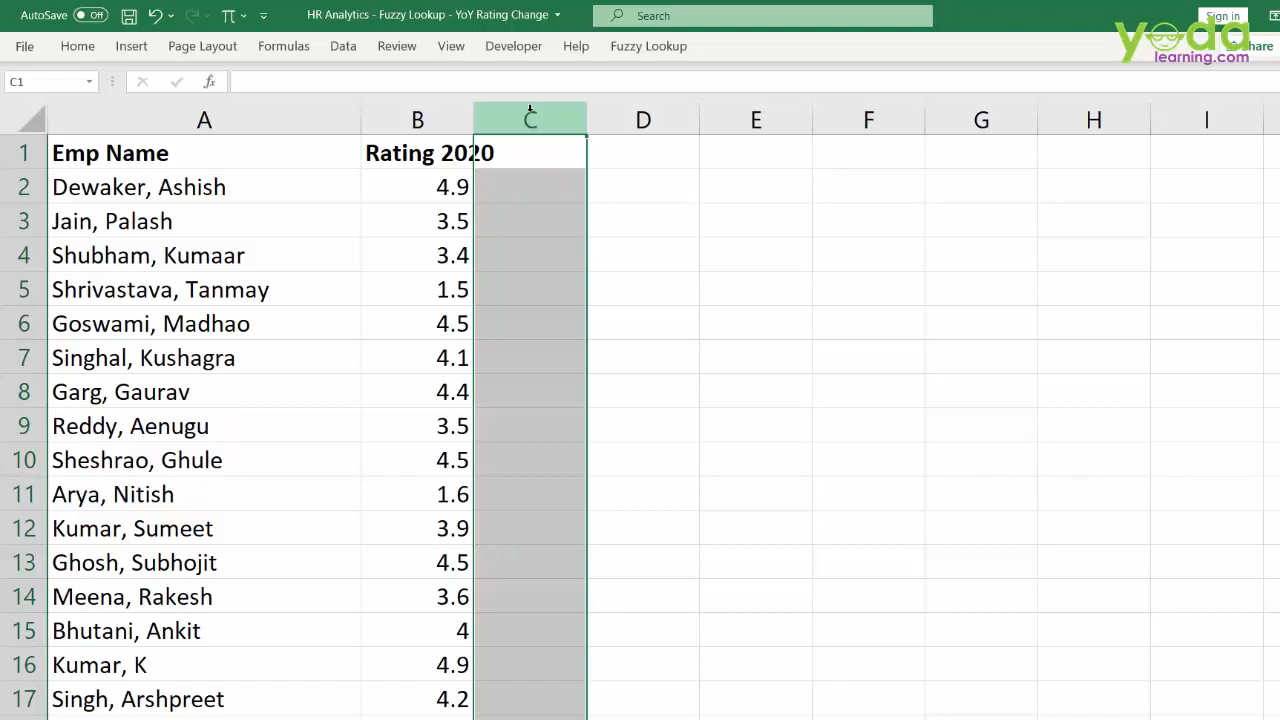 AutoSave Off HR Analytics - Fuzzy Lookup - YoY Rating Change Search Sign in
File Home Insert Page Layout Formulas Data Review View Developer Help Fuzzy Lookup Share
yoda
learning.com
C1 fx
A B C D E F G H I
1 Emp Name Rating 2020
2 Dewaker, Ashish 4.9
3 Jain, Palash 3.5
4 Shubham, Kumaar 3.4
5 Shrivastava, Tanmay 1.5
6 Goswami, Madhao 4.5
7 Singhal, Kushagra 4.1
8 Garg, Gaurav 4.4
9 Reddy, Aenugu 3.5
10 Sheshrao, Ghule 4.5
11 Arya, Nitish 1.6
12 Kumar, Sumeet 3.9
13 Ghosh, Subhojit 4.5
14 Meena, Rakesh 3.6
15 Bhutani, Ankit 4
16 Kumar, K 4.9
17 Singh, Arshpreet 4.2